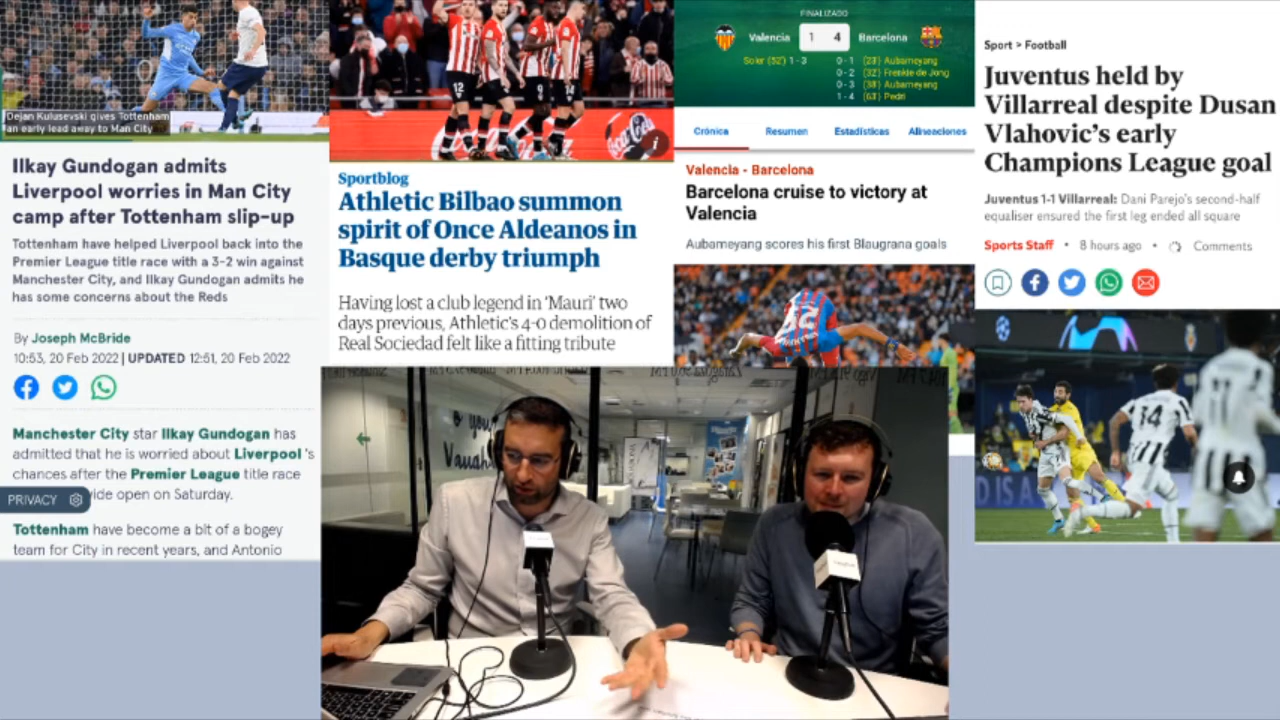 Dejan Kulusevski gives Tottenham
an early lead away to Man City
Ilkay Gundogan admits
Liverpool worries in Man City
camp after Tottenham slip-up
Tottenham have helped Liverpool back into the
Premier League title race with a 3-2 win against
Manchester City, and Ilkay Gundogan admits he
has some concerns about the Reds
By Joseph McBride
10:53, 20 Feb 2022 | UPDATED 12:51, 20 Feb 2022
Manchester City star Ilkay Gundogan has
admitted that he is worried about Liverpool 's
chances after the Premier League title race
wide open on Saturday.
PRIVACY
Tottenham have become a bit of a bogey
team for City in recent years, and Antonio
12
9
14
Coca-Cola
Sportblog
Athletic Bilbao summon
spirit of Once Aldeanos in
Basque derby triumph
Having lost a club legend in 'Mauri' two
days previous, Athletic's 4-0 demolition of
Real Sociedad felt like a fitting tribute
FINALIZADO
Valencia 1 4 Barcelona
Soler (52') 1 - 3
0 - 1 (23') Aubameyang
0 - 2 (32') Frenkie de Jong
0 - 3 (38') Aubameyang
1 - 4 (63') Pedri
Crónica Resumen Estadísticas Alineaciones
Valencia - Barcelona
Barcelona cruise to victory at
Valencia
Aubameyang scores his first Blaugrana goals
Sport > Football
Juventus held by
Villarreal despite Dusan
Vlahovic's early
Champions League goal
Juventus 1-1 Villarreal: Dani Parejo's second-half
equaliser ensured the first leg ended all square
Sports Staff • 8 hours ago • Comments
11
14